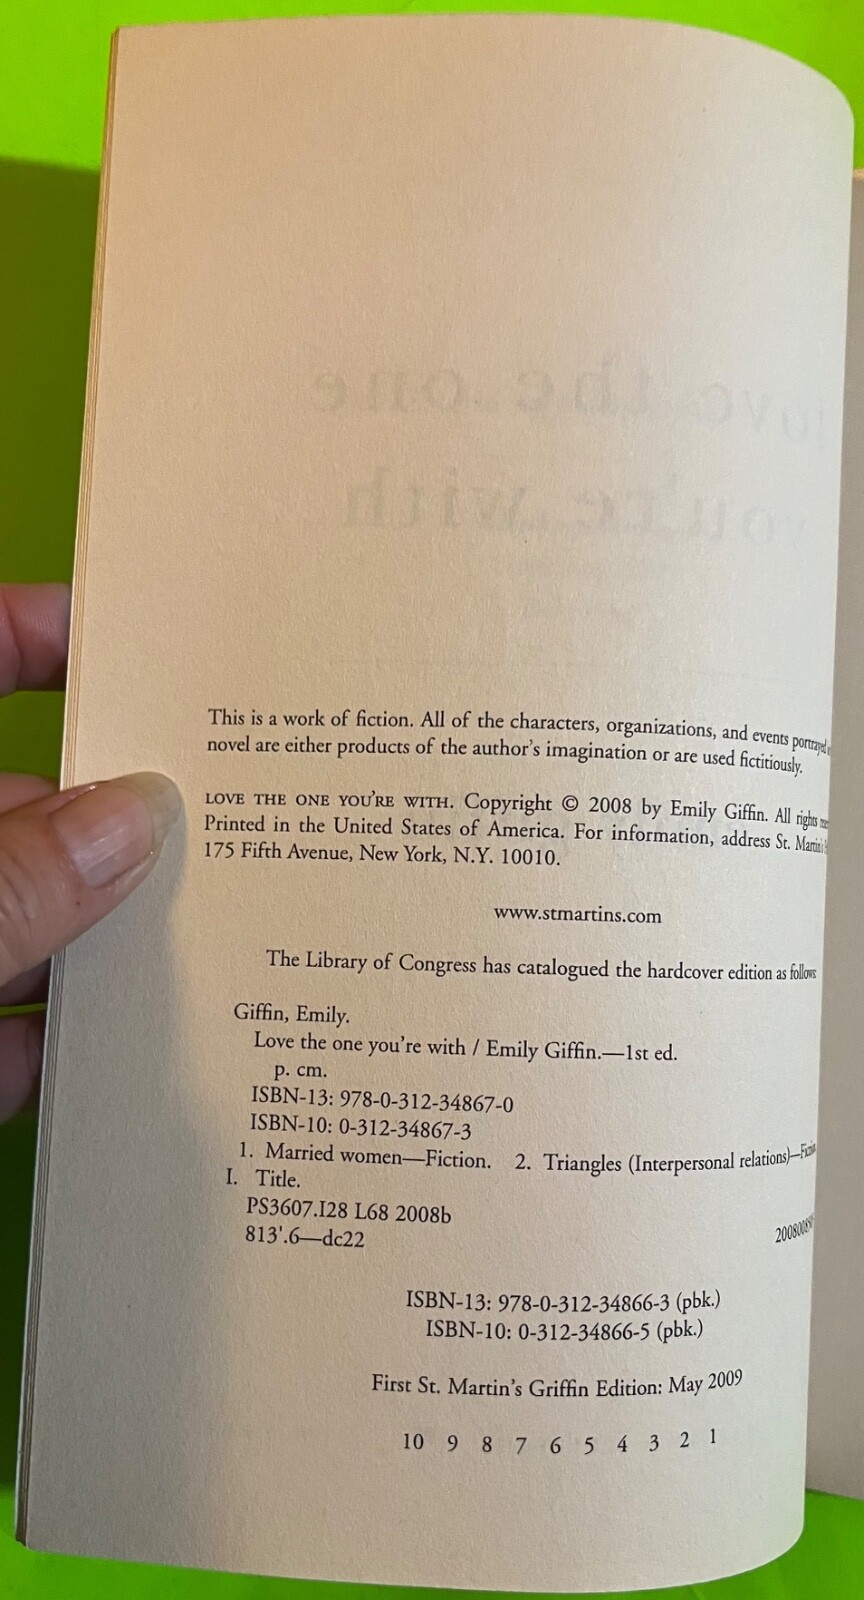 This is a work of fiction. All of the characters, organizations, and events portrayed
novel are either products of the author's imagination or are used fictitiously.
LOVE THE ONE YOU'RE WITH. Copyright © 2008 by Emily Giffin. All rights
Printed in the United States of America. For information, address St. Martin's
175 Fifth Avenue, New York, N.Y. 10010.
www.stmartins.com
The Library of Congress has catalogued the hardcover edition as follows
Giffin, Emily.
Love the one you're with / Emily Giffin.—1st ed.
p. cm.
ISBN-13: 978-0-312-34867-0
ISBN-10: 0-312-34867-3
1. Married women—Fiction. 2. Triangles (Interpersonal relations)—Fiction
I. Title.
PS3607.I28 L68 2008b
813'.6—dc22
ISBN-13: 978-0-312-34866-3 (pbk.)
ISBN-10: 0-312-34866-5 (pbk.)
First St. Martin's Griffin Edition: May 2009
10 9 8 7 6 5 4 3 2 1